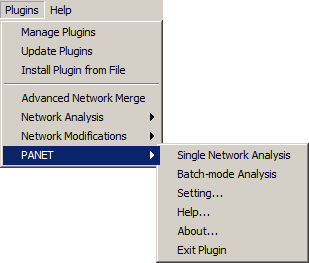 Plugins Help
Manage Plugins
Update Plugins
Install Plugin from File
Advanced Network Merge
Network Analysis
Network Modifications
PANET
Single Network Analysis
Batch-mode Analysis
Setting...
Help...
About...
Exit Plugin